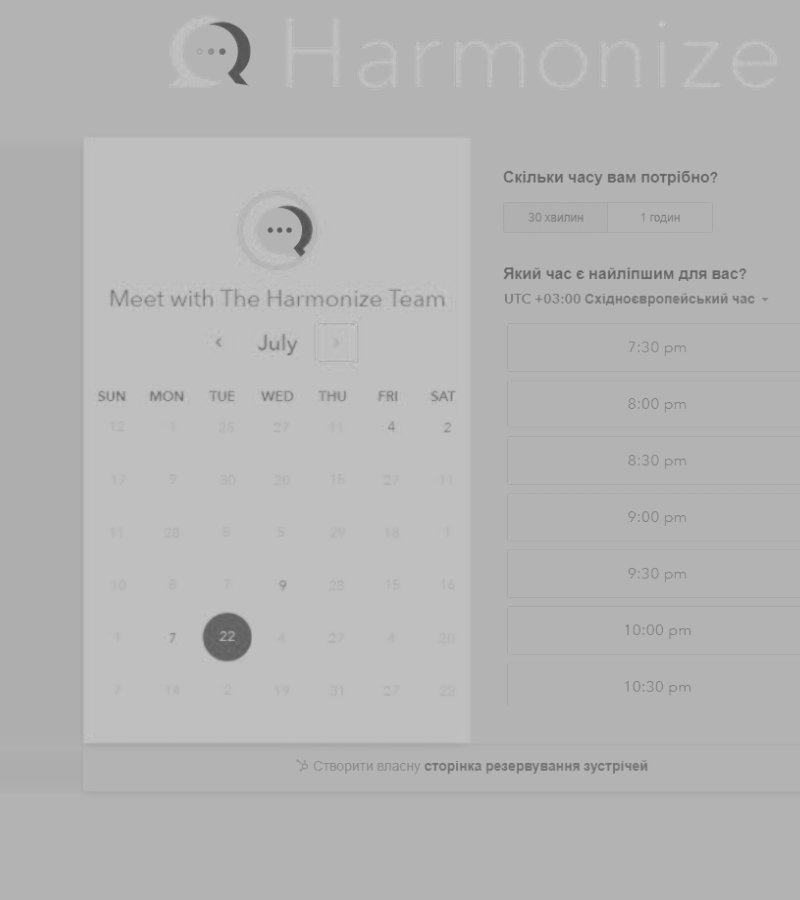 Harmonize
Meet with The Harmonize Team
July
SUN MON TUE WED THU FRI SAT
13 1 25 27 11 4 2
17 9 30 20 15 27 11
11 28 5 5 29 18 1
10 8 7 9 23 15 16
1 7 22 4 27 4 20
7 14 2 19 31 27 22
Скільки часу вам потрібно?
30 хвилин 1 годин
Який час є найліпшим для вас?
UTC +03:00 Східноєвропейський час
7:30 pm
8:00 pm
8:30 pm
9:00 pm
9:30 pm
10:00 pm
10:30 pm
Створити власну сторінка резервування зустрічей